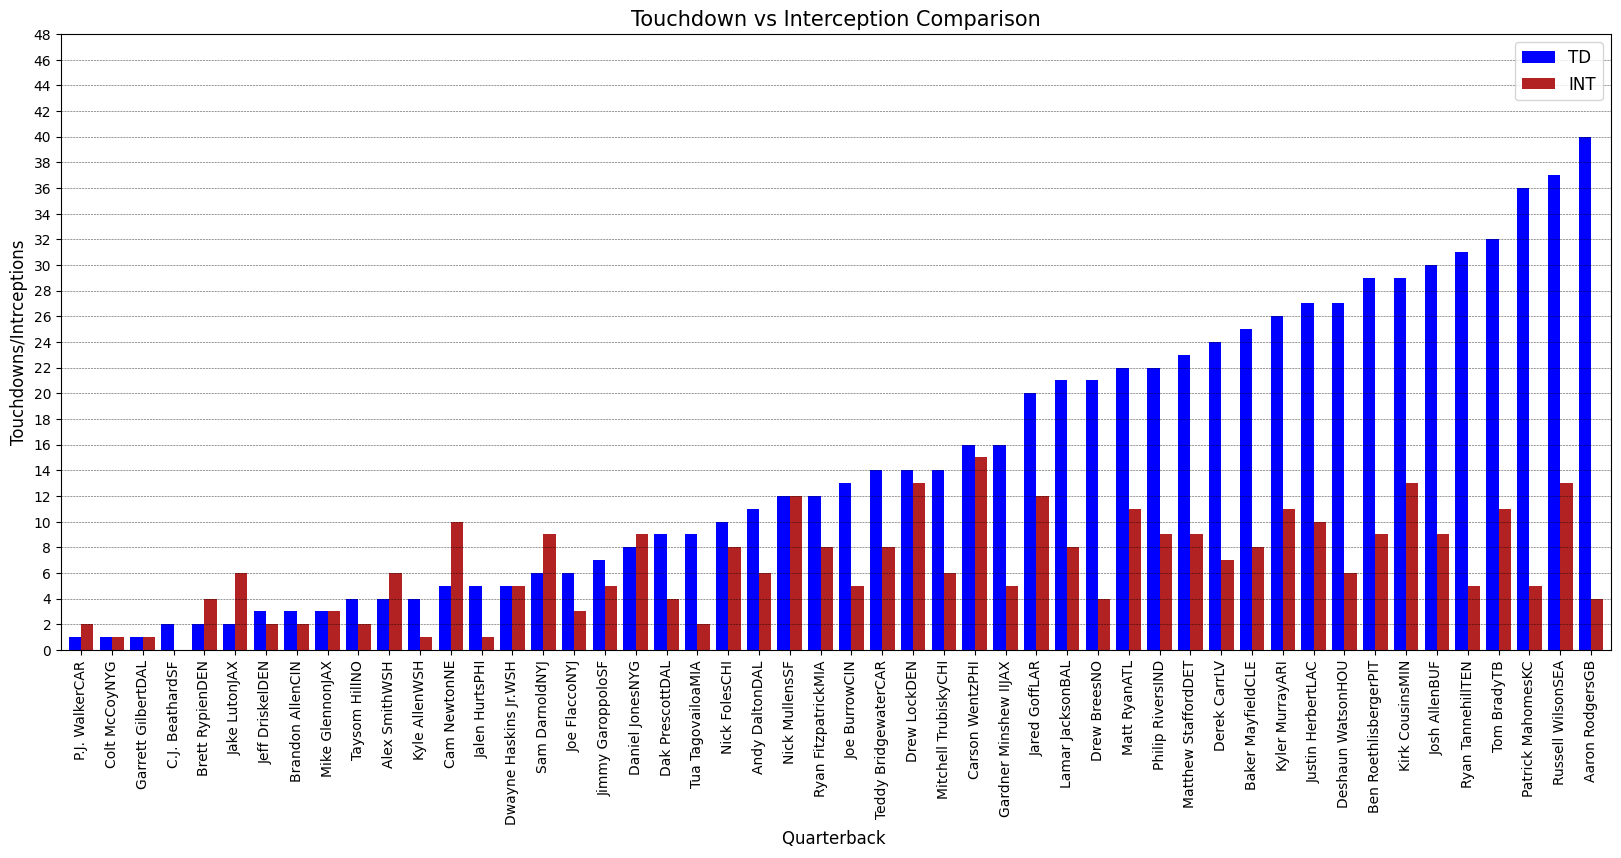 Touchdown vs Interception Comparison
TD
INT
Touchdowns/Intrceptions
48
46
44
42
40
38
36
34
32
30
28
26
24
22
20
18
16
14
12
10
8
6
4
2
0
P.J. WalkerCAR
Colt McCoyNYG
Garrett GilbertDAL
C.J. BeathardSF
Brett RypienDEN
Jake LutonJAX
Jeff DriskelDEN
Brandon AllenCIN
Mike GlennonJAX
Taysom HillNO
Alex SmithWSH
Kyle AllenWSH
Cam NewtonNE
Jalen HurtsPHI
Dwayne Haskins Jr.WSH
Sam DarnoldNYJ
Joe FlaccoNYJ
Jimmy GaroppoloSF
Daniel JonesNYG
Dak PrescottDAL
Tua TagovailoaMIA
Nick FolesCHI
Andy DaltonDAL
Nick MullensSF
Ryan FitzpatrickMIA
Joe BurrowCIN
Teddy BridgewaterCAR
Drew LockDEN
Mitchell TrubiskyCHI
Carson WentzPHI
Gardner Minshew IIJAX
Jared GoffLAR
Lamar JacksonBAL
Drew BreesNO
Matt RyanATL
Philip RiversIND
Matthew StaffordDET
Derek CarrLV
Baker MayfieldCLE
Kyler MurrayARI
Justin HerbertLAC
Deshaun WatsonHOU
Ben RoethlisbergerPIT
Kirk CousinsMIN
Josh AllenBUF
Ryan TannehillTEN
Tom BradyTB
Patrick MahomesKC
Russell WilsonSEA
Aaron RodgersGB
Quarterback